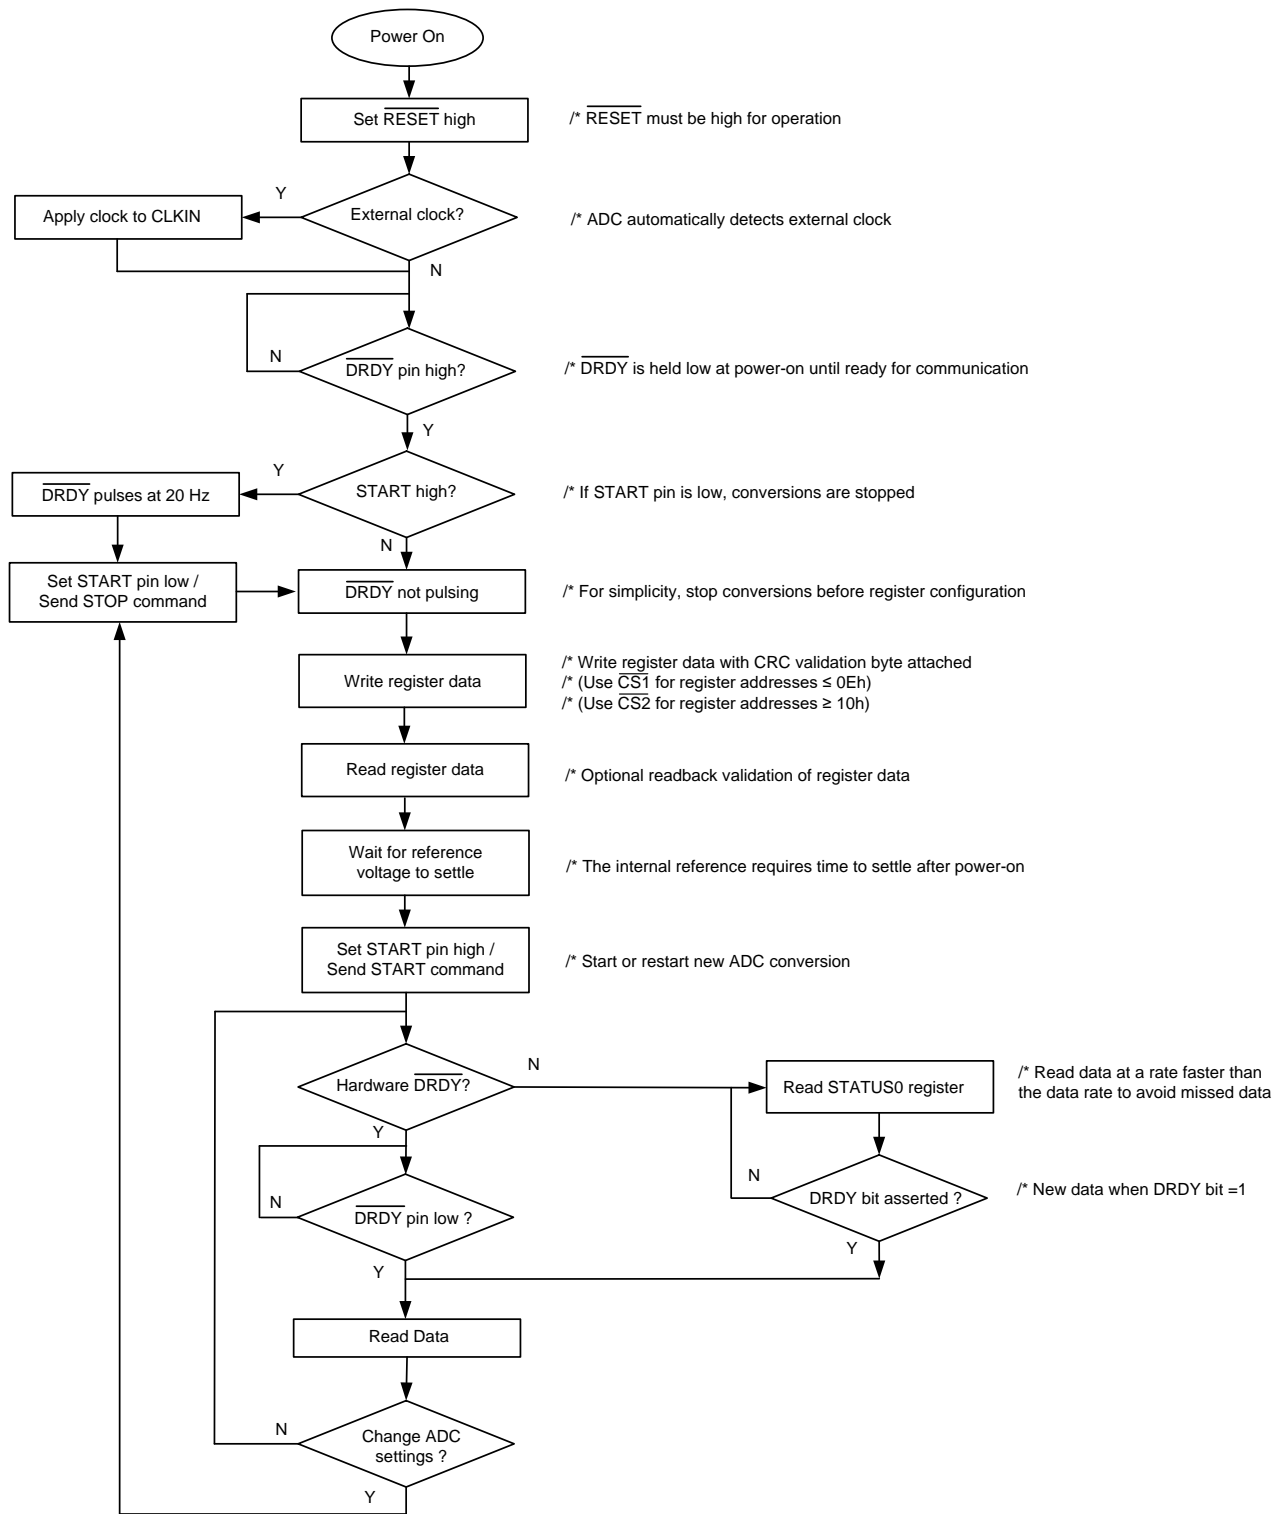 Power On
Set RESET high
/* RESET must be high for operation
Y
Apply clock to CLKIN
External clock?
/* ADC automatically detects external clock
N
N
DRDY pin high?
/* DRDY is held low at power-on until ready for communication
Y
Y
DRDY pulses at 20 Hz
START high?
/* If START pin is low, conversions are stopped
N
Set START pin low /
Send STOP command
DRDY not pulsing
/* For simplicity, stop conversions before register configuration
Write register data
/* Write register data with CRC validation byte attached
/* (Use CS1 for register addresses ≤ 0Eh)
/* (Use CS2 for register addresses ≥ 10h)
Read register data
/* Optional readback validation of register data
Wait for reference
voltage to settle
/* The internal reference requires time to settle after power-on
Set START pin high /
Send START command
/* Start or restart new ADC conversion
Hardware DRDY?
N
Read STATUS0 register
/* Read data at a rate faster than
the data rate to avoid missed data
Y
N
DRDY pin low ?
N
DRDY bit asserted ?
/* New data when DRDY bit =1
Y
Y
Read Data
N
Change ADC
settings ?
Y